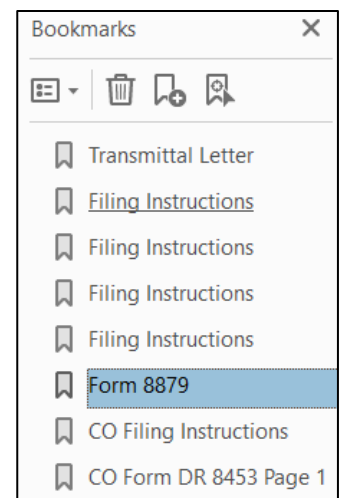 Bookmarks
Transmittal Letter
Filing Instructions
Filing Instructions
Filing Instructions
Filing Instructions
Form 8879
CO Filing Instructions
CO Form DR 8453 Page 1